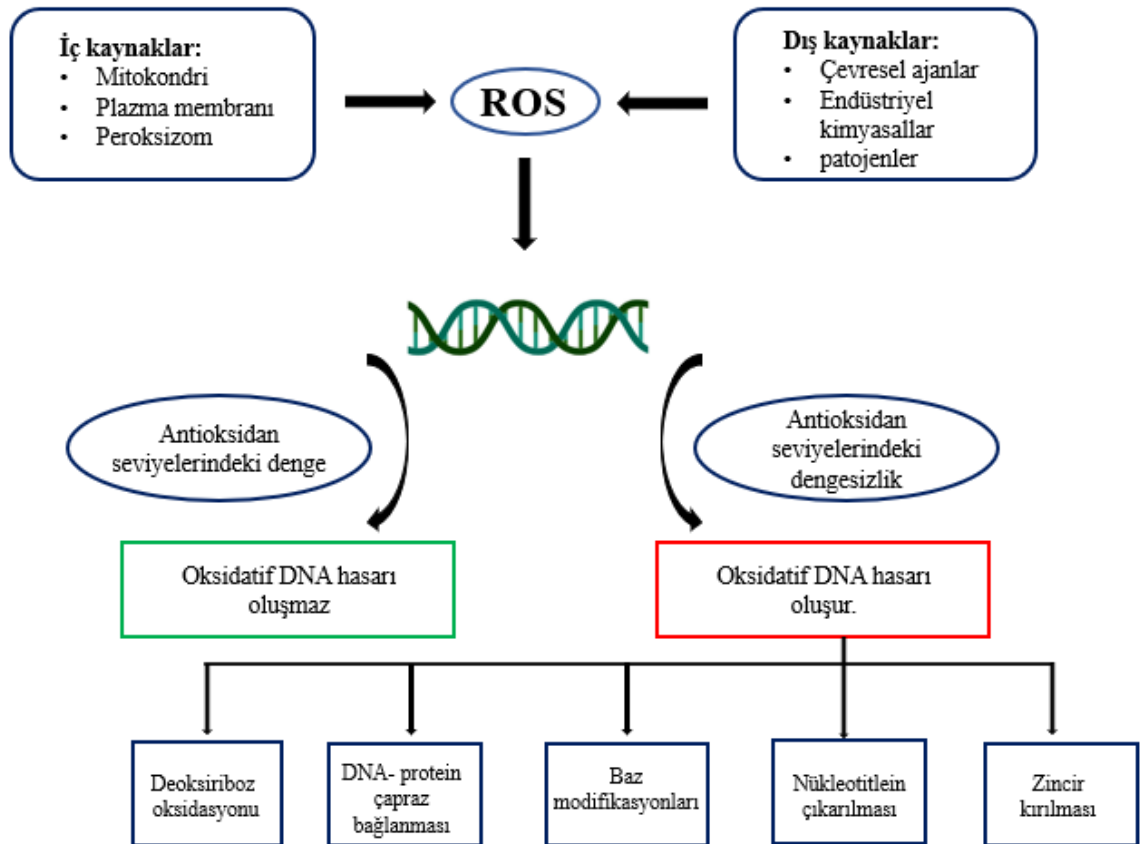 İç kaynaklar:
• Mitokondri
• Plazma membranı
• Peroksizom
ROS
Dış kaynaklar:
• Çevresel ajanlar
• Endüstriyel
kimyasallar
• patojenler
Antioksidan
seviyelerindeki denge
Antioksidan
seviyelerindeki
dengesizlik
Oksidatif DNA hasarı
oluşmaz
Oksidatif DNA hasarı
oluşur.
Deoksiriboz
oksidasyonu
DNA- protein
çapraz
bağlanması
Baz
modifikasyonları
Nükleotitlein
çıkarılması
Zincir
kırılması